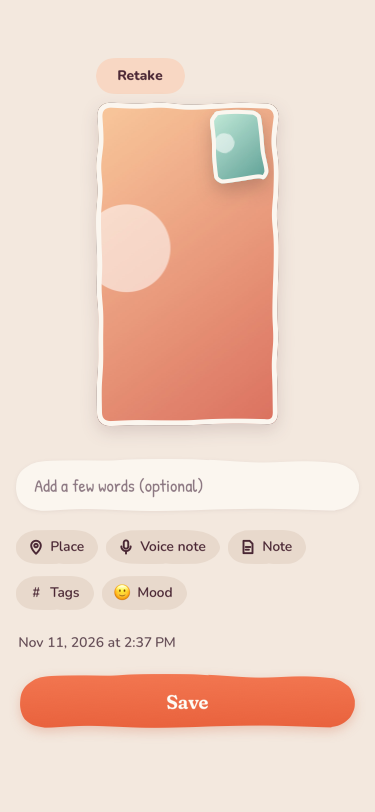 Retake
Add a few words (optional)
Place
Voice note
Note
# Tags
Mood
Nov 11, 2026 at 2:37 PM
Save